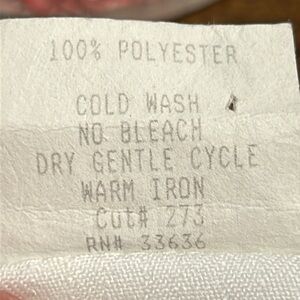 100% POLYESTER
COLD WASH
NO BLEACH
DRY GENTLE CYCLE
WARM IRON
Cut# 273
RN# 33636